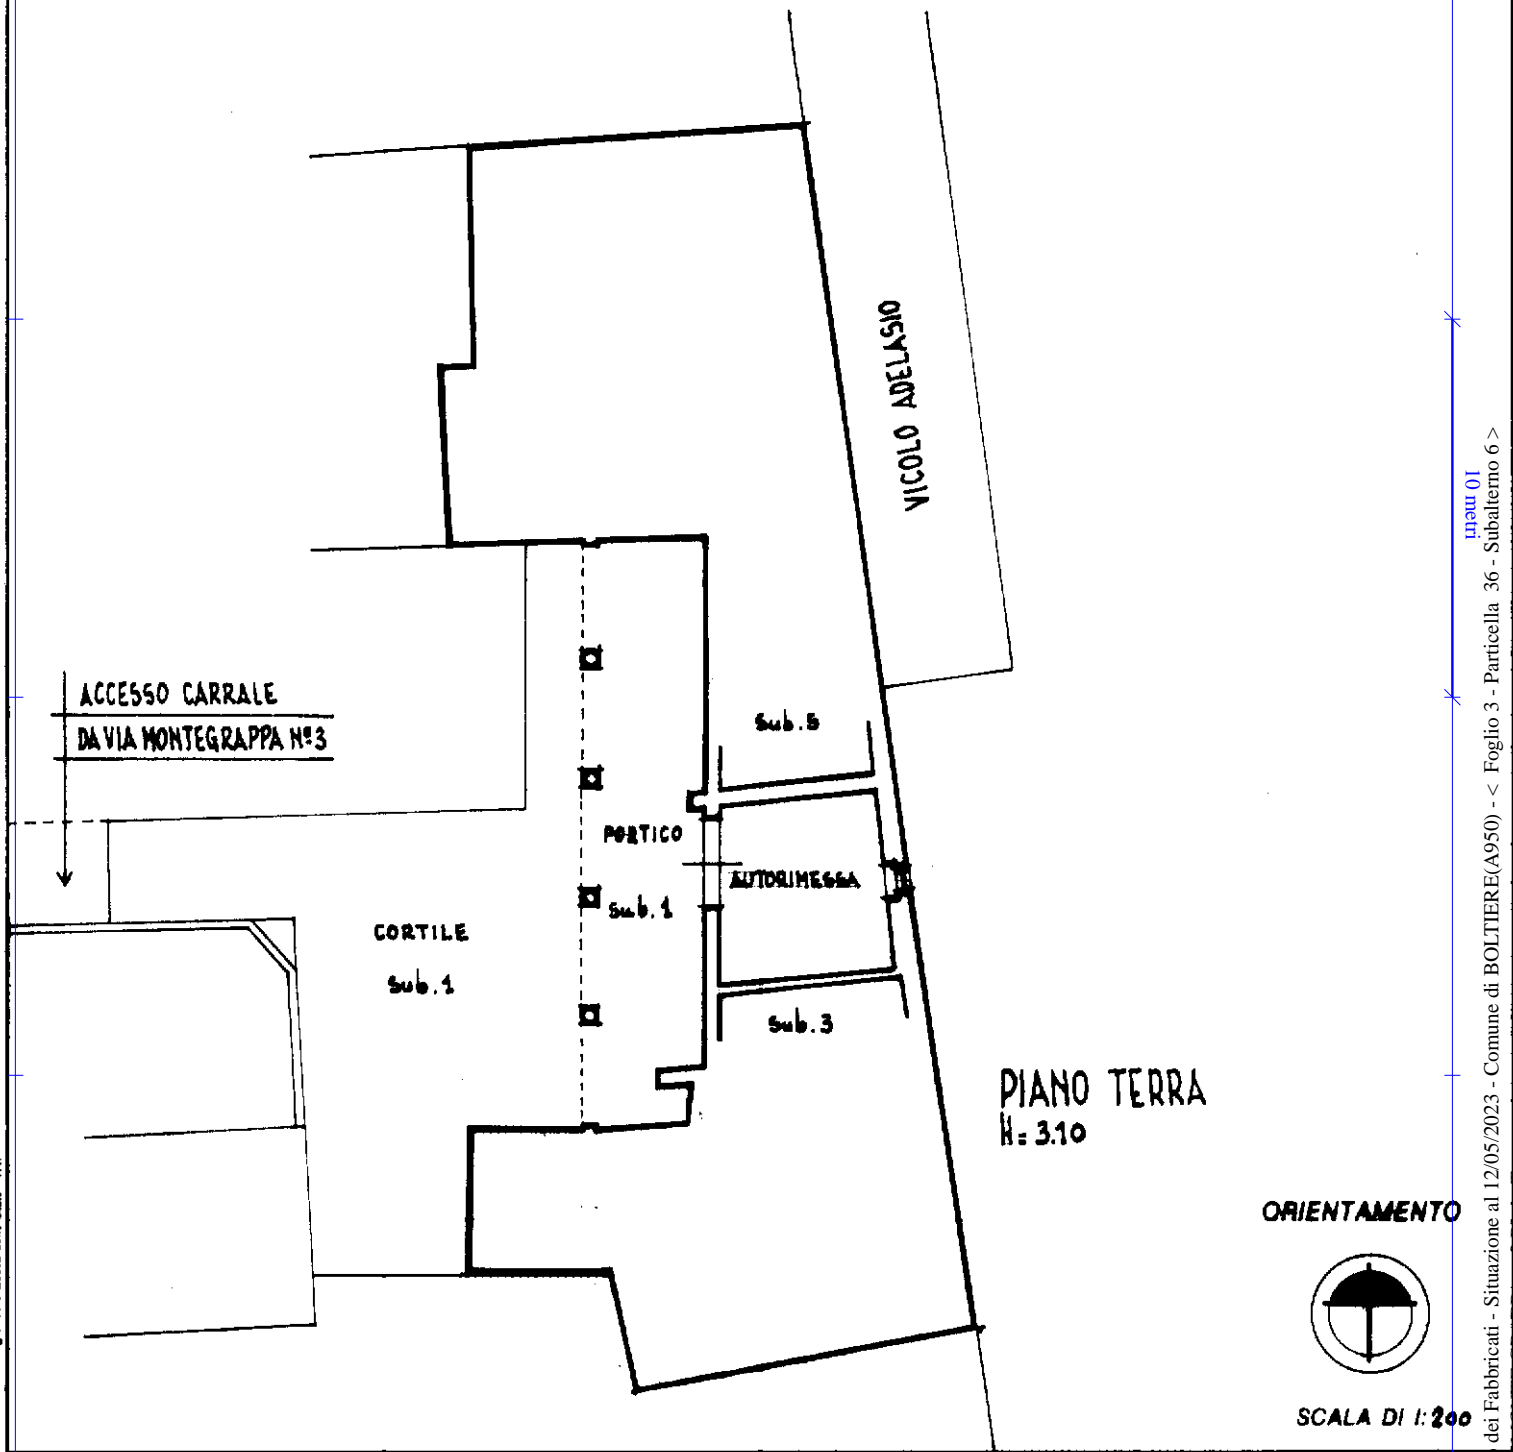 VICOLO ADELASIO
ACCESSO CARRALE
DA VIA MONTEGRAPPA Nº3
Sub.5
PORTICO
AUTORIMESSA
Sub.1
CORTILE
Sub.1
Sub.3
PIANO TERRA
H=3.10
ORIENTAMENTO
SCALA DI 1:200
10 metri
dei Fabbricati - Situazione al 12/05/2023 - Comune di BOLTIERE(A950) - < Foglio 3 - Particella 36 - Subalterno 6 >